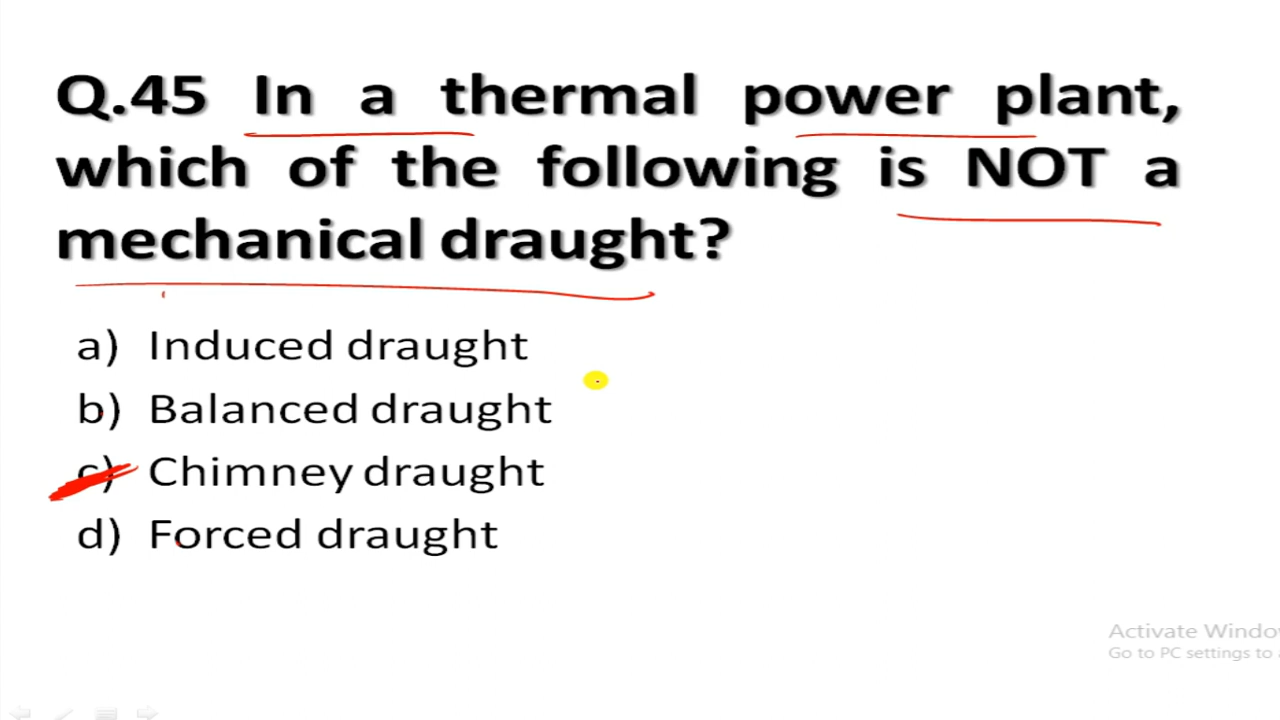 Q.45 In a thermal power plant,
which of the following is NOT a
mechanical draught?
a) Induced draught
b) Balanced draught
c) Chimney draught
d) Forced draught
Activate Windo
Go to PC settings to